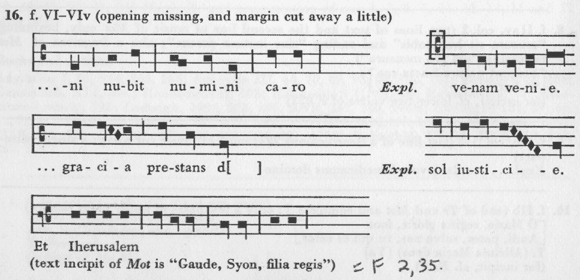 16. f. VI–VIv (opening missing, and margin cut away a little)
... -ni nu-bit nu-mi-ni ca-ro Expl. ve-nam ve-ni-e.
... gra-ci-a pre-stans d[ ] Expl. sol iu-sti-ci-e.
Et Iherusalem
(text incipit of Mot is “Gaude, Syon, filia regis”) = F 2,35.